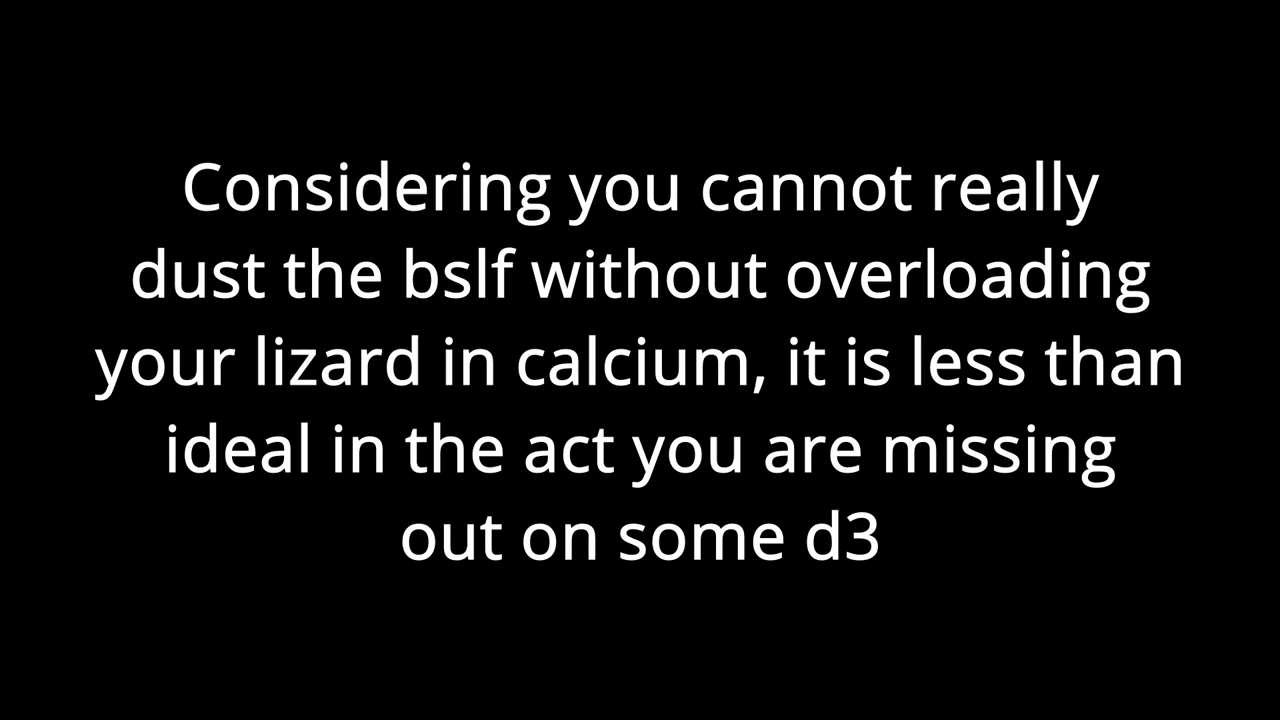 Considering you cannot really
dust the bslf without overloading
your lizard in calcium, it is less than
ideal in the act you are missing
out on some d3